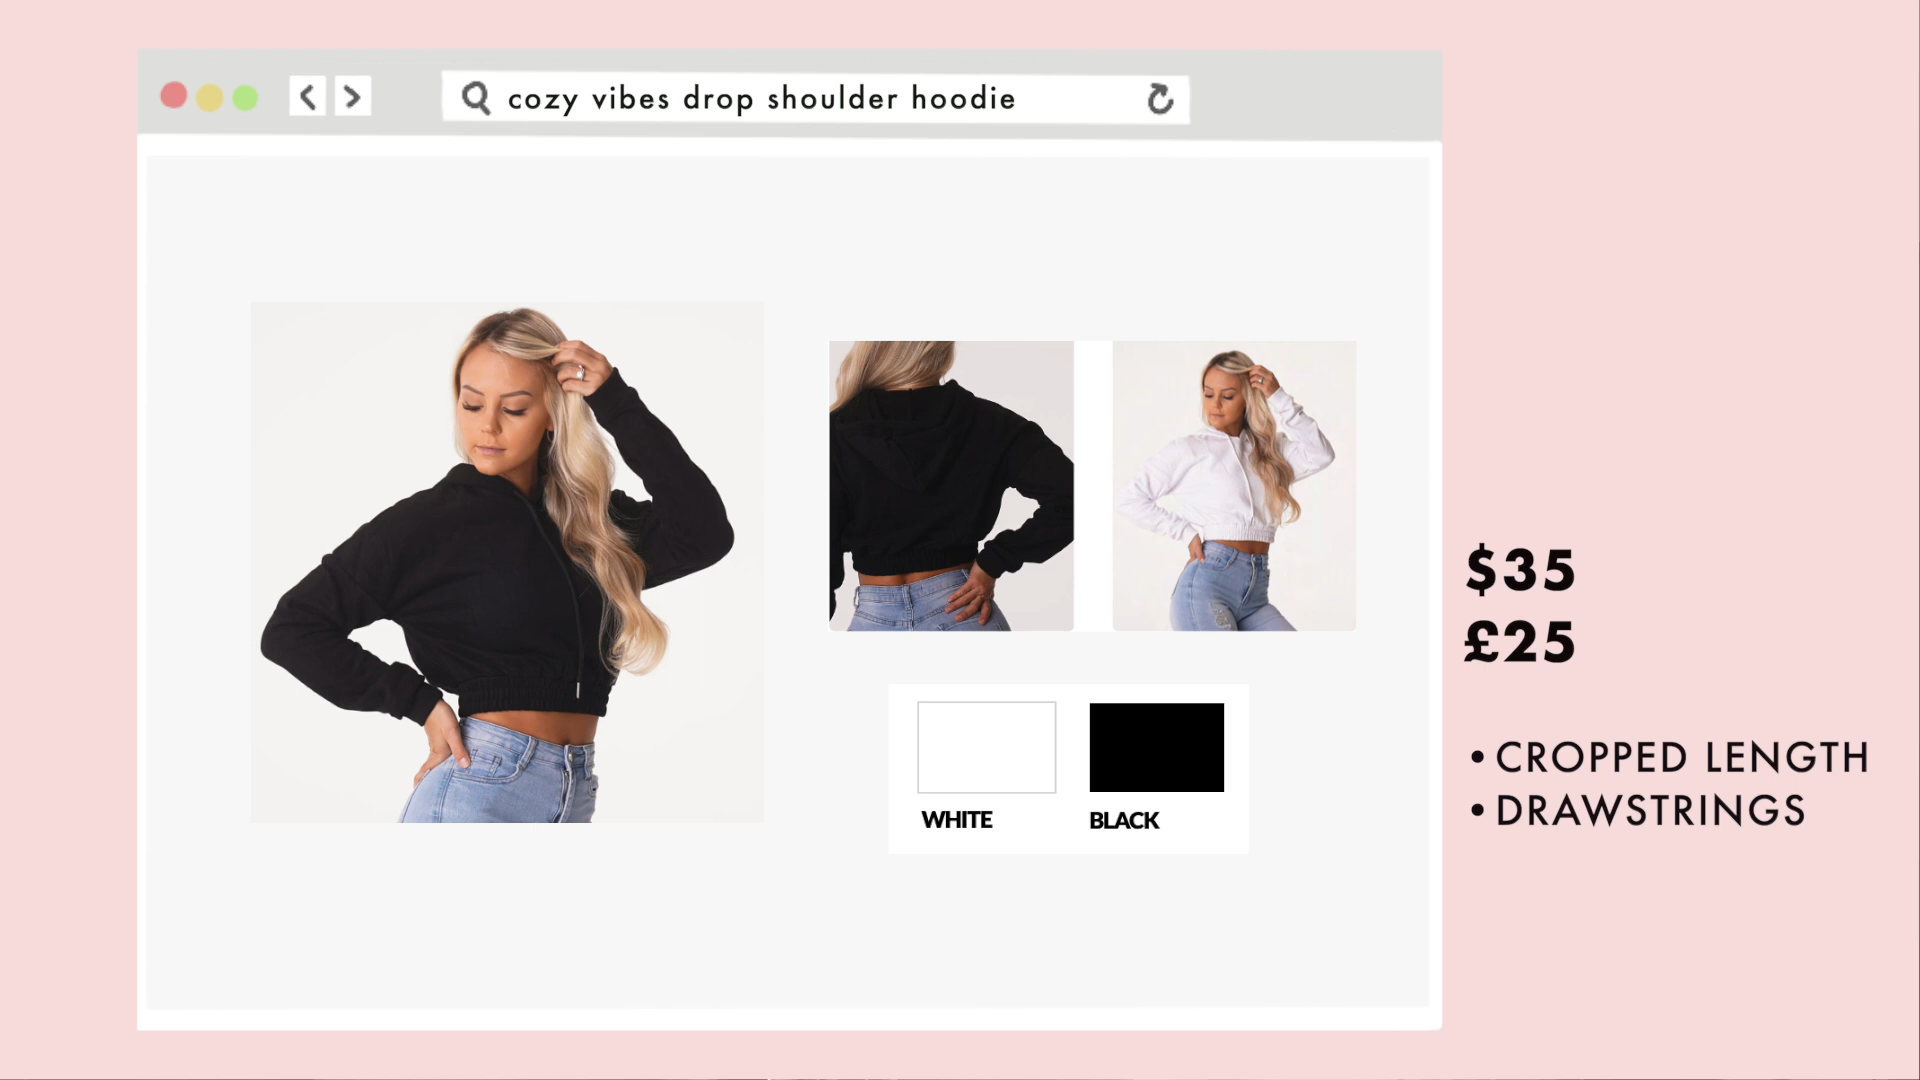 cozy vibes drop shoulder hoodie
$35
£25
WHITE
BLACK
• CROPPED LENGTH
• DRAWSTRINGS